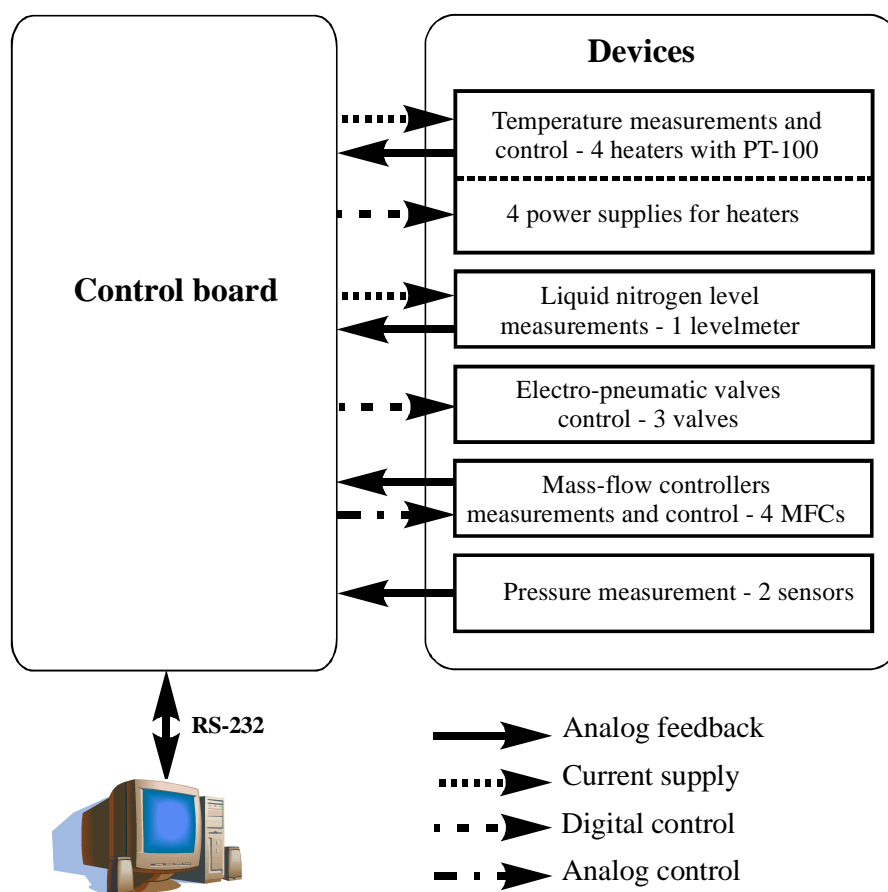 Control board
Devices
Temperature measurements and
control - 4 heaters with PT-100
4 power supplies for heaters
Liquid nitrogen level
measurements - 1 levelmeter
Electro-pneumatic valves
control - 3 valves
Mass-flow controllers
measurements and control - 4 MFCs
Pressure measurement - 2 sensors
RS-232
Analog feedback
Current supply
Digital control
Analog control